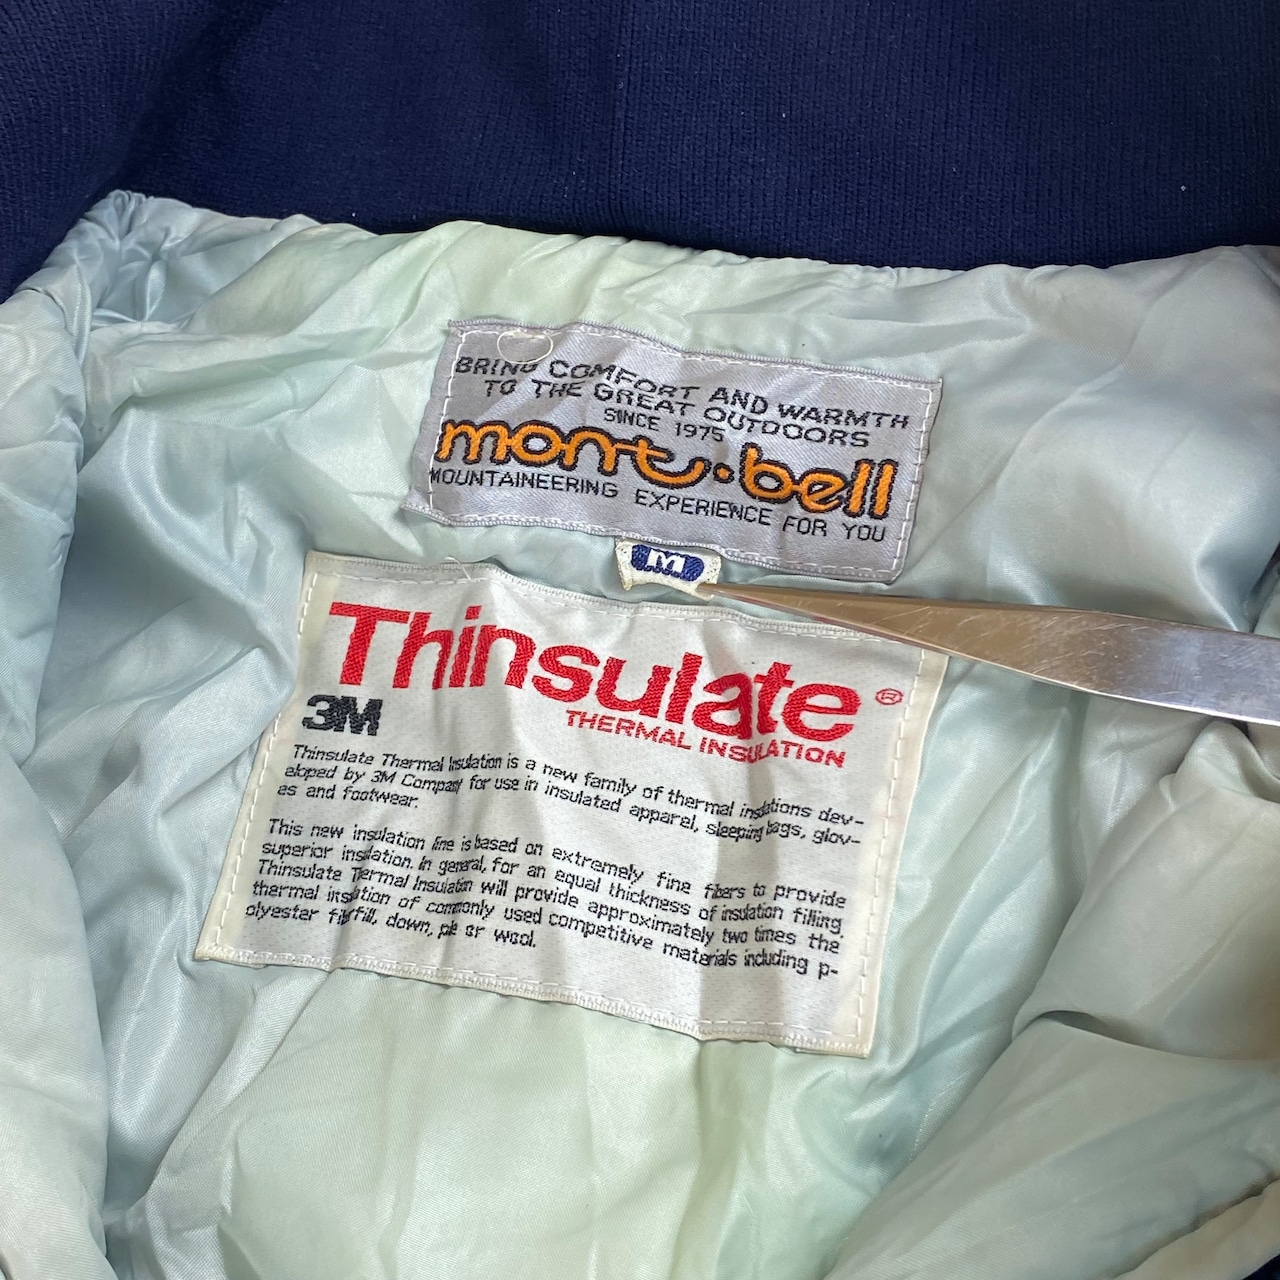 BRING COMFORT AND WARMTH
TO THE GREAT OUTDOORS
SINCE 1975
mont·bell
MOUNTAINEERING EXPERIENCE FOR YOU
M
Thinsulate®
3M
THERMAL INSULATION
Thinsulate Thermal Insulation is a new family of thermal insulations dev-
eloped by 3M Company for use in insulated apparel, sleeping bags, glov-
es and footwear.
This new insulation line is based on extremely fine fibers to provide
superior insulation. In general, for an equal thickness of insulation filling,
Thinsulate Thermal Insulation will provide approximately two times the
thermal insulation of commonly used competitive materials including p-
olyester fiberfill, down, pile or wool.